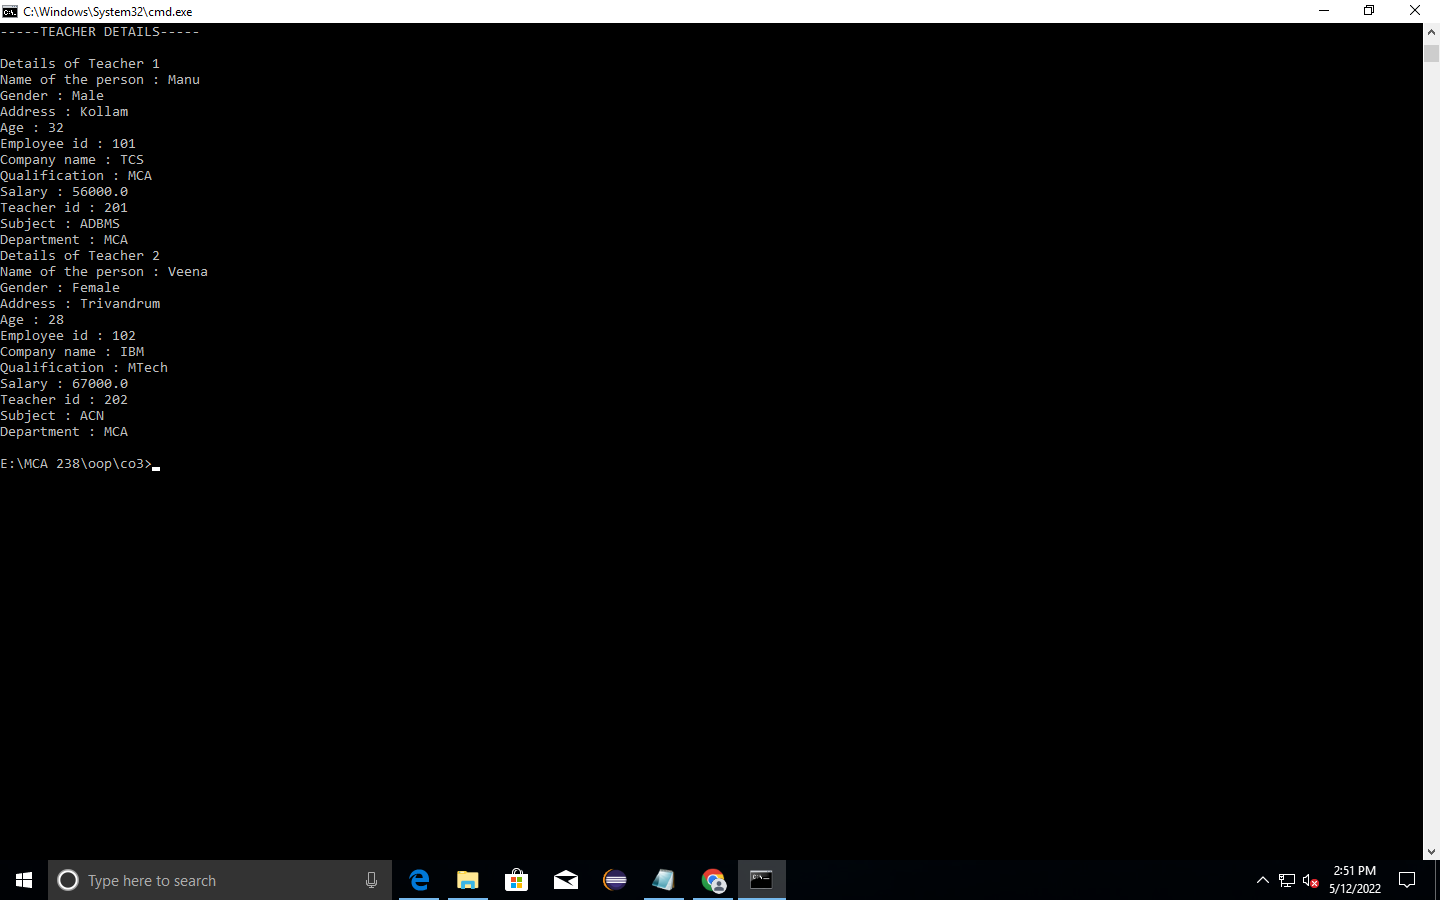 C:\Windows\System32\cmd.exe
-----TEACHER DETAILS-----
Details of Teacher 1
Name of the person : Manu
Gender : Male
Address : Kollam
Age : 32
Employee id : 101
Company name : TCS
Qualification : MCA
Salary : 56000.0
Teacher id : 201
Subject : ADBMS
Department : MCA
Details of Teacher 2
Name of the person : Veena
Gender : Female
Address : Trivandrum
Age : 28
Employee id : 102
Company name : IBM
Qualification : MTech
Salary : 67000.0
Teacher id : 202
Subject : ACN
Department : MCA
E:\MCA 238\oop\co3>
Type here to search
2:51 PM
5/12/2022